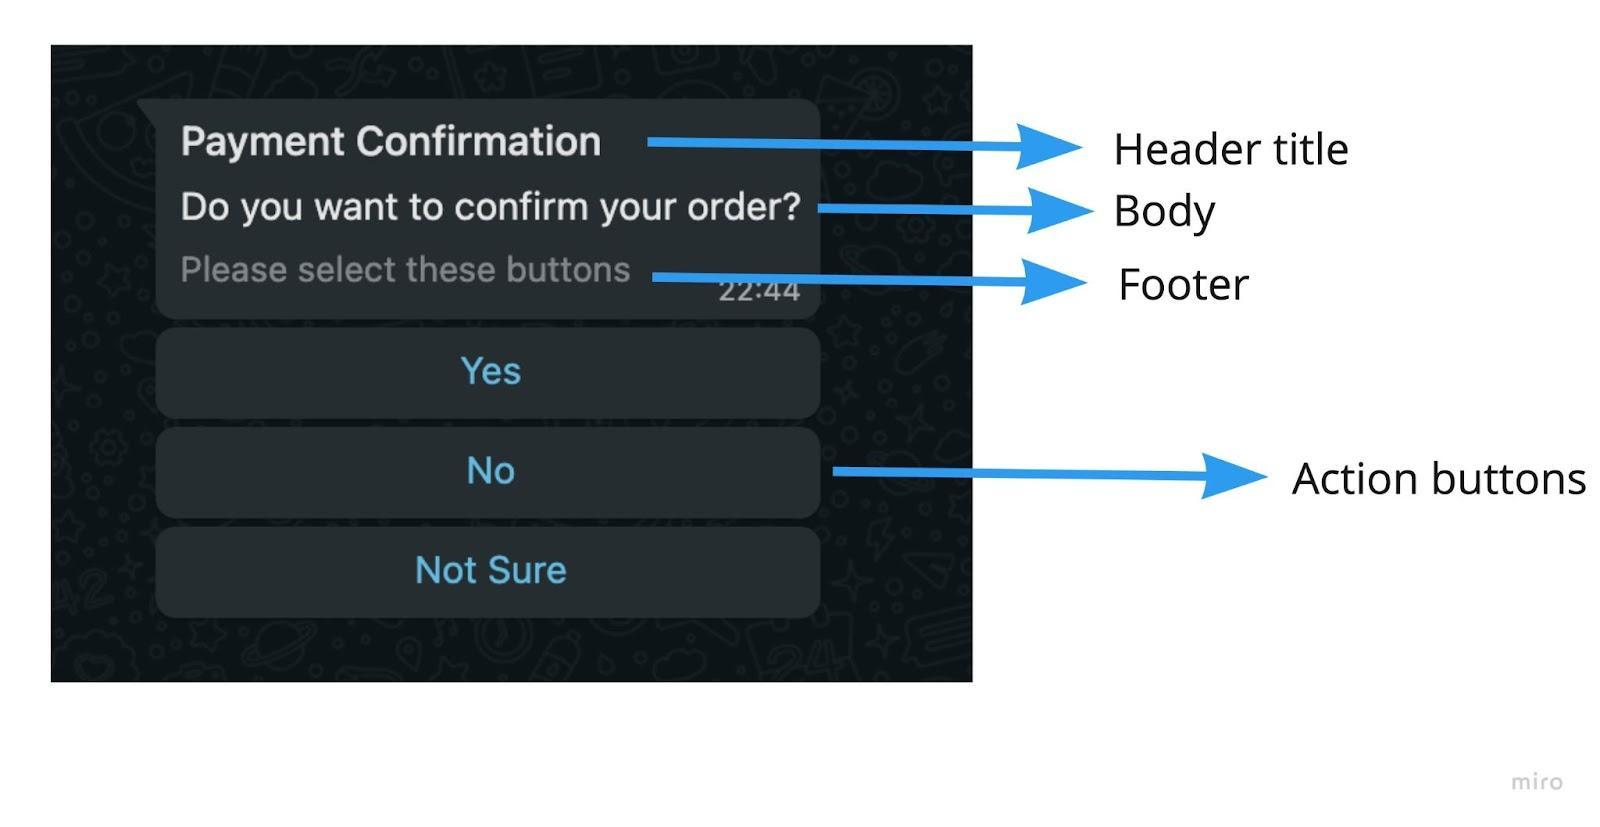 Payment Confirmation
Header title
Do you want to confirm your order?
Body
Please select these buttons
Footer
22:44
Yes
No
Action buttons
Not Sure
miro